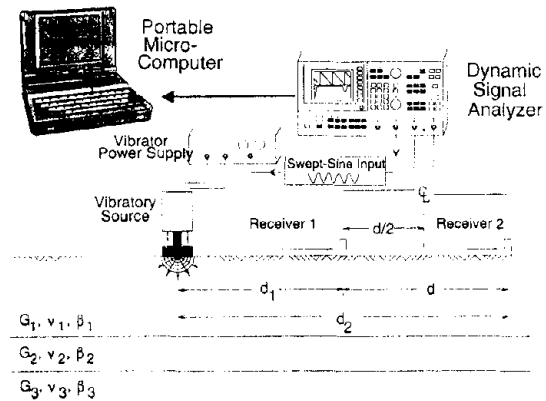 Portable
Micro-
Computer
Dynamic
Signal
Analyzer
Vibrator
Power Supply
Swept-Sine Input
Vibratory
Source
℄
Receiver 1
d/2
Receiver 2
d₁
d
d₂
G₁, ν₁, β₁
G₂, ν₂, β₂
G₃, ν₃, β₃